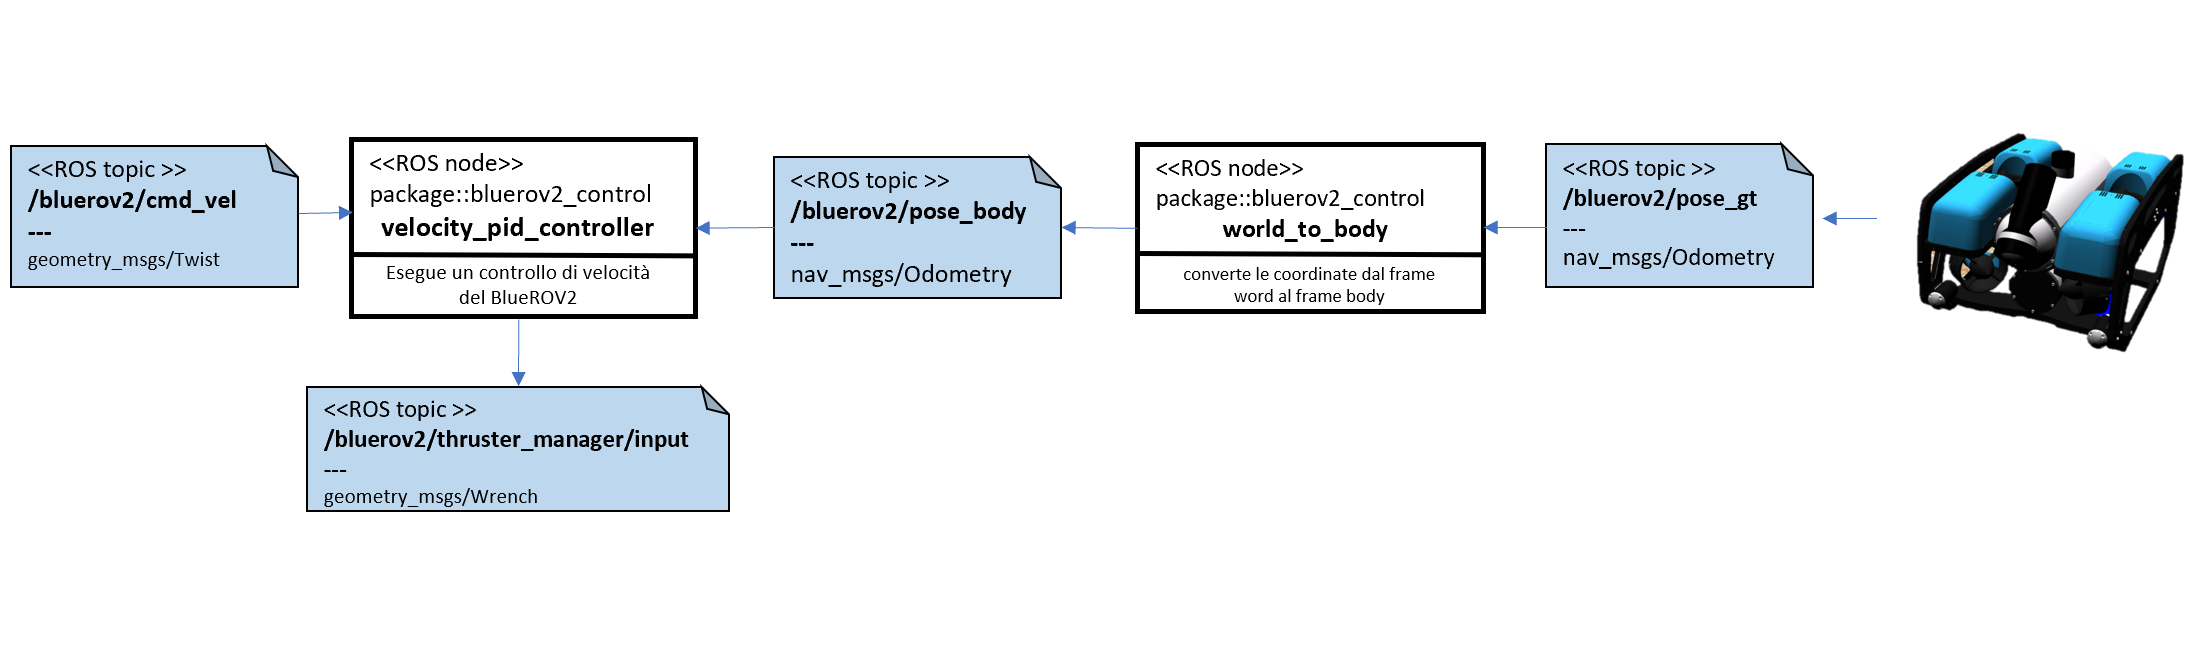 <<ROS topic >>
/bluerov2/cmd_vel
---
geometry_msgs/Twist
<<ROS node>>
package::bluerov2_control
velocity_pid_controller
Esegue un controllo di velocità
del BlueROV2
<<ROS topic >>
/bluerov2/pose_body
---
nav_msgs/Odometry
<<ROS node>>
package::bluerov2_control
world_to_body
converte le coordinate dal frame
word al frame body
<<ROS topic >>
/bluerov2/pose_gt
---
nav_msgs/Odometry
<<ROS topic >>
/bluerov2/thruster_manager/input
---
geometry_msgs/Wrench